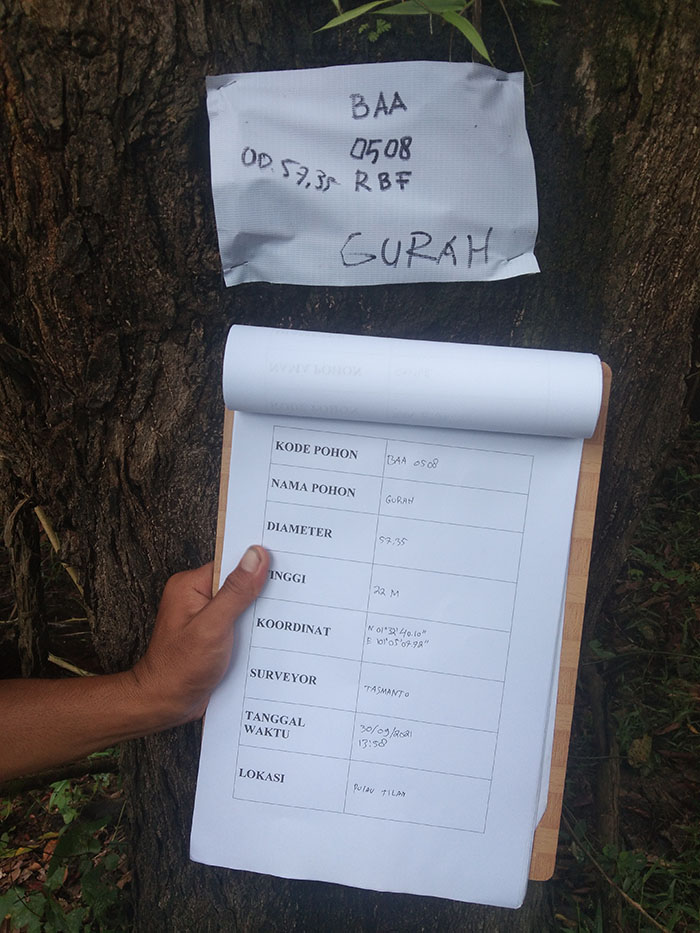 BAA
0508
OD. 57,35 RBF
GURAH
KODE POHON BAA 0508
NAMA POHON GURAH
DIAMETER 57.35
INGGI 22 M
KOORDINAT N 01°32'40.10"
E 101°05'07.92"
SURVEYOR TASMANTO
TANGGAL WAKTU 30/09/2021
13:58
LOKASI PULAU TILAN